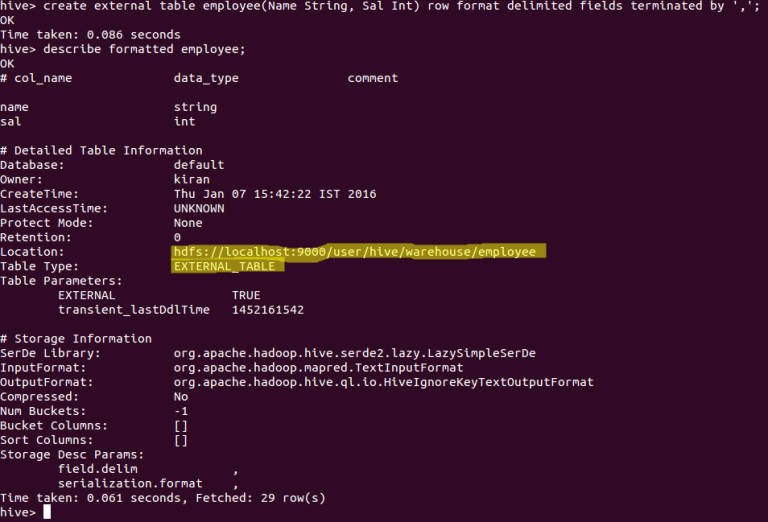 hive> create external table employee(Name String, Sal Int) row format delimited fields terminated by ',';
OK
Time taken: 0.086 seconds
hive> describe formatted employee;
OK
# col_name data_type comment
name string
sal int
# Detailed Table Information
Database: default
Owner: kiran
CreateTime: Thu Jan 07 15:42:22 IST 2016
LastAccessTime: UNKNOWN
Protect Mode: None
Retention: 0
Location: hdfs://localhost:9000/user/hive/warehouse/employee
Table Type: EXTERNAL_TABLE
Table Parameters:
EXTERNAL TRUE
transient_lastDdlTime 1452161542
# Storage Information
SerDe Library: org.apache.hadoop.hive.serde2.lazy.LazySimpleSerDe
InputFormat: org.apache.hadoop.mapred.TextInputFormat
OutputFormat: org.apache.hadoop.hive.ql.io.HiveIgnoreKeyTextOutputFormat
Compressed: No
Num Buckets: -1
Bucket Columns: []
Sort Columns: []
Storage Desc Params:
field.delim ,
serialization.format ,
Time taken: 0.061 seconds, Fetched: 29 row(s)
hive>